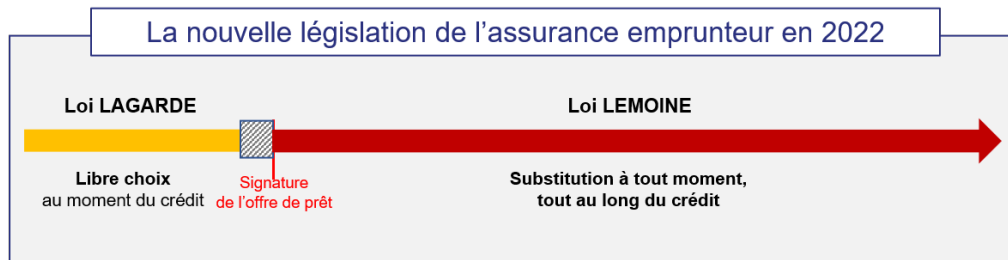 La nouvelle législation de l’assurance emprunteur en 2022
Loi LAGARDE
Loi LEMOINE
Libre choix
au moment du crédit
Signature
de l’offre de prêt
Substitution à tout moment,
tout au long du crédit